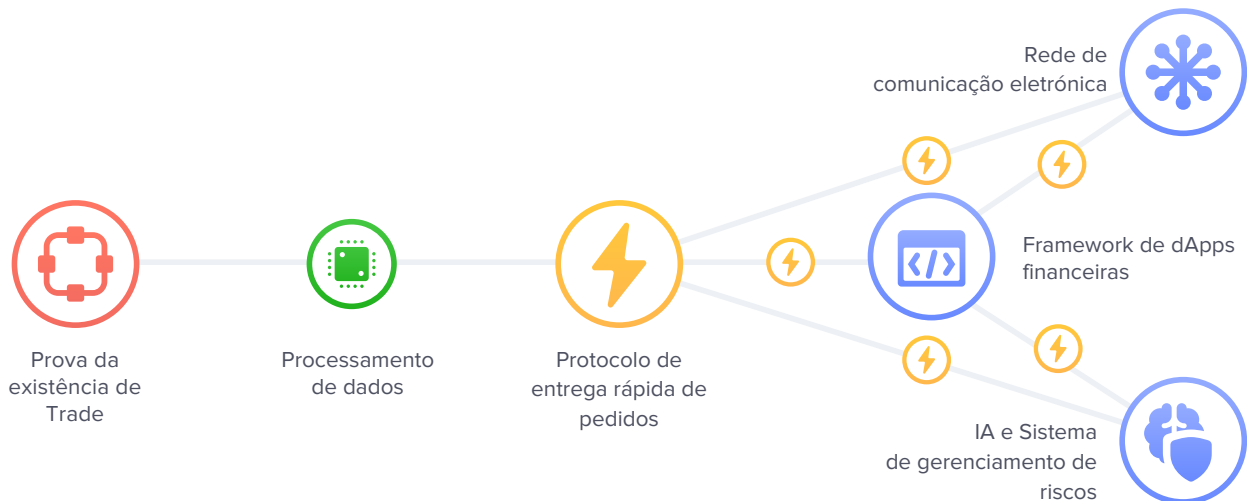 Rede de
comunicação eletrónica
Framework de dApps
financeiras
Prova da
existência de
Trade
Processamento
de dados
Protocolo de
entrega rápida de
pedidos
IA e Sistema
de gerenciamento de
riscos